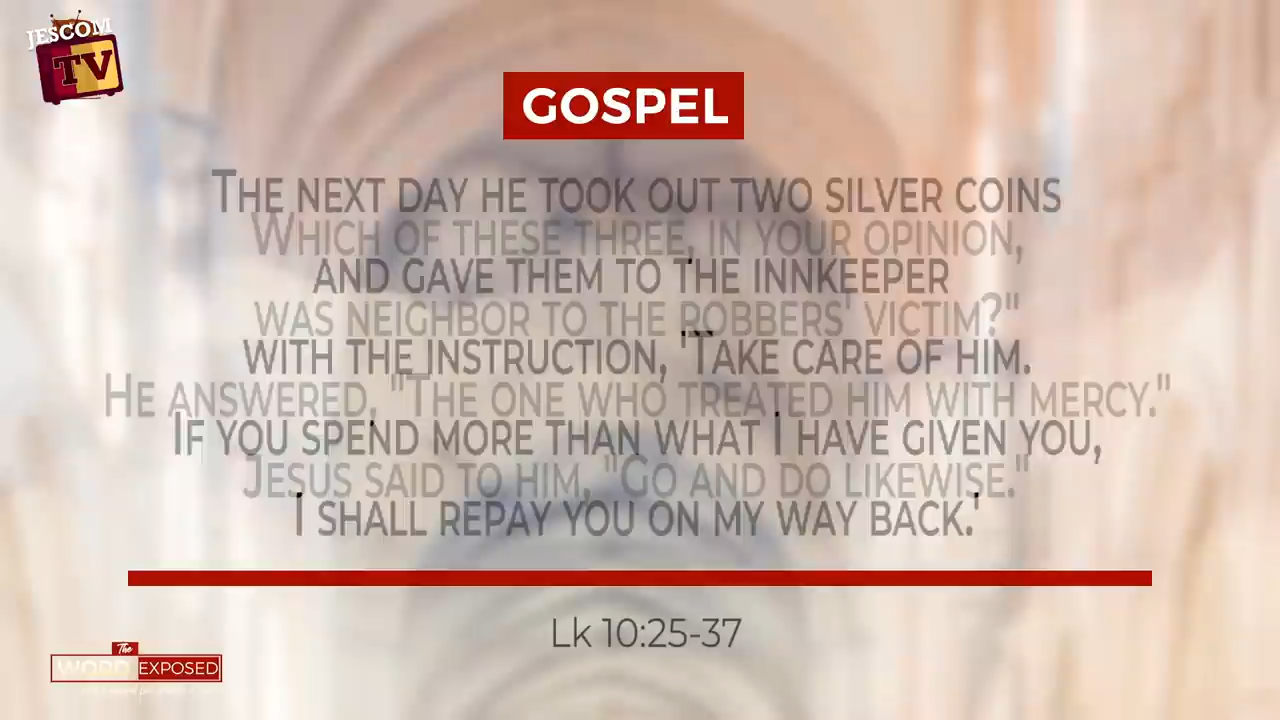 JESCOM
TV
GOSPEL
THE NEXT DAY HE TOOK OUT TWO SILVER COINS
WHICH OF THESE THREE, IN YOUR OPINION,
AND GAVE THEM TO THE INNKEEPER
WAS NEIGHBOR TO THE ROBBERS' VICTIM?"
WITH THE INSTRUCTION, 'TAKE CARE OF HIM.
HE ANSWERED, "THE ONE WHO TREATED HIM WITH MERCY."
IF YOU SPEND MORE THAN WHAT I HAVE GIVEN YOU,
JESUS SAID TO HIM, "GO AND DO LIKEWISE."
I SHALL REPAY YOU ON MY WAY BACK.'
Lk 10:25-37
The
WORD EXPOSED